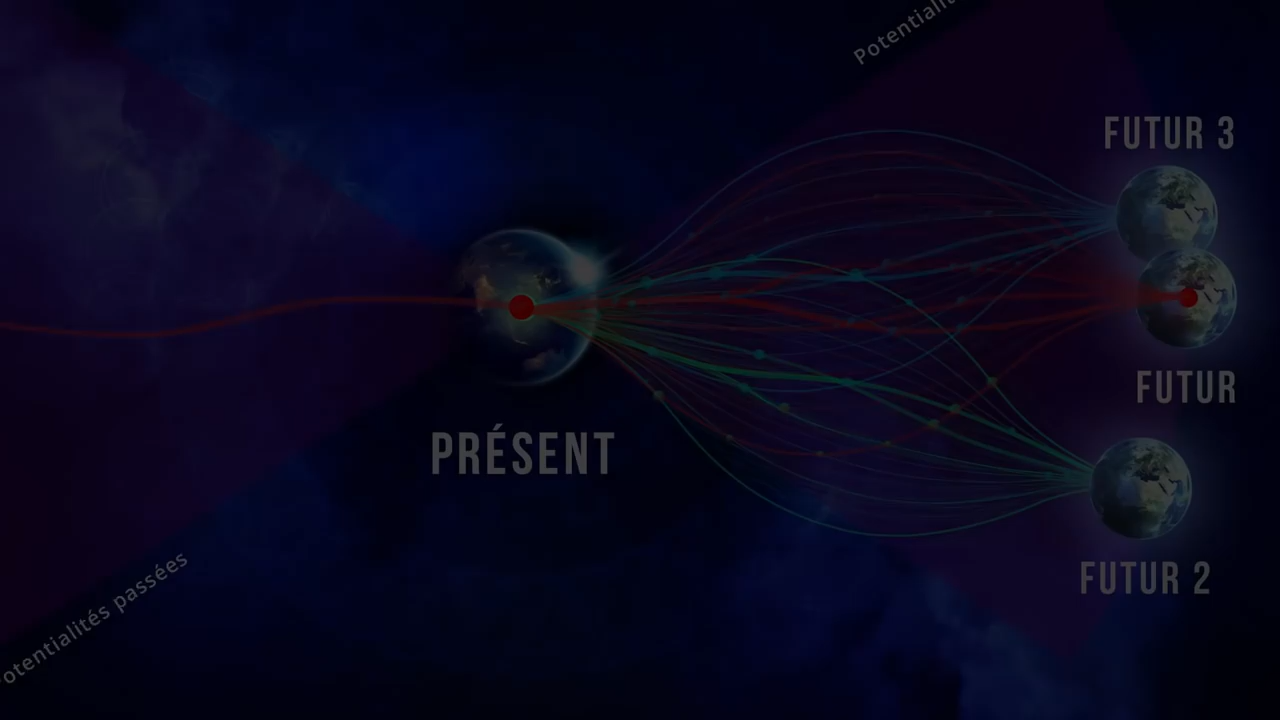 Potentialit
FUTUR 3
FUTUR
PRÉSENT
FUTUR 2
otentialités passées